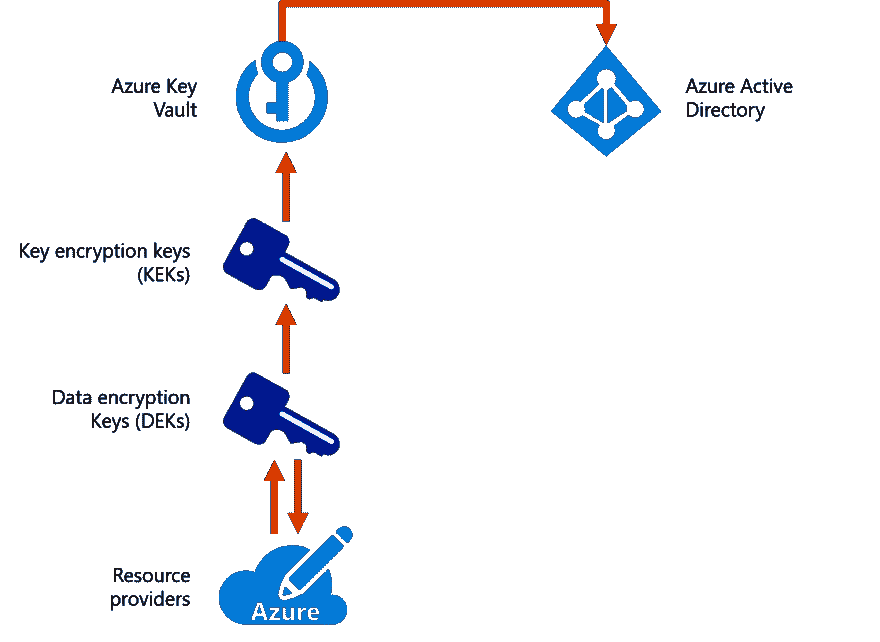 Azure Key
Vault
Azure Active
Directory
Key encryption keys
(KEKs)
Data encryption
Keys (DEKs)
Resource
providers
Azure